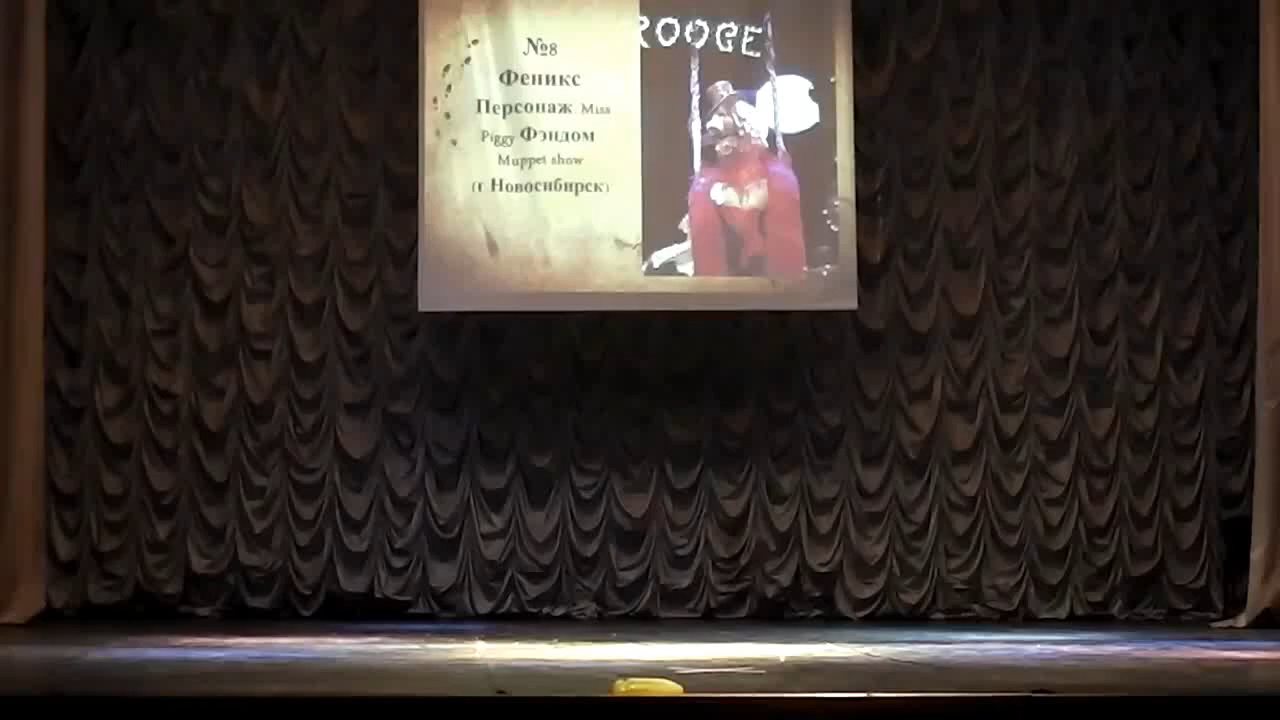 №8
Феникс
Персонаж Miss
Piggy Фэндом
Muppet show
(г Новосибирск)
ROOGE